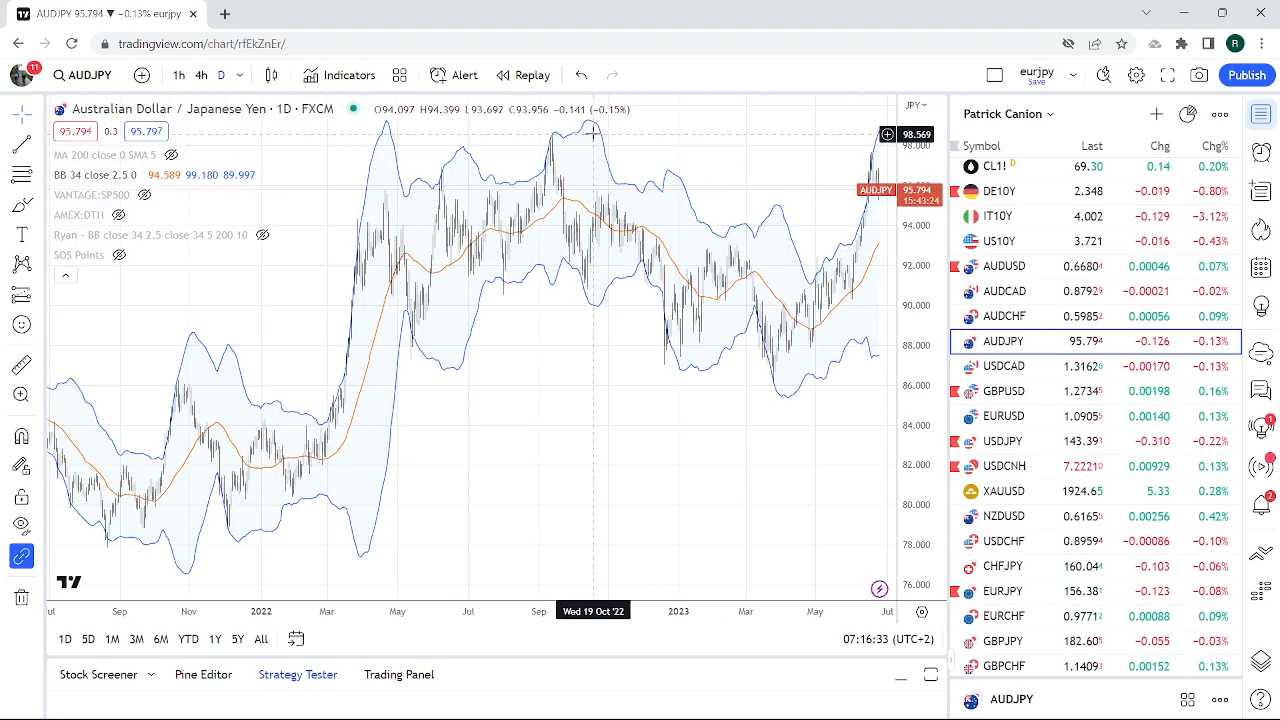 AUDJPY 95.794 ▼ −0.13% eurjpy
tradingview.com/chart/rfEkZnEr/
R
11
AUDJPY
1h 4h D
Indicators
Alert
Replay
eurjpy
Save
Publish
Australian Dollar / Japanese Yen · 1D · FXCM
O94.097 H94.399 L93.692 C93.959 −0.141 (−0.15%)
JPY
95.794 0.3 95.797
98.569
98.000
MA 200 close 0 SMA 5
BB 34 close 2.5 0 94.589 99.180 89.997
VANTAGE:SP500
AMEX:DTH
Ryan - BB close 34 2.5 close 34 5 200 10
SOS Points
AUDJPY 95.794
15:43:24
94.000
92.000
90.000
88.000
86.000
84.000
82.000
80.000
78.000
76.000
Sep Nov 2022 Mar May Jul Sep Wed 19 Oct '22 2023 Mar May Jul
1D 5D 1M 3M 6M YTD 1Y 5Y All
07:16:33 (UTC+2)
Stock Screener Pine Editor Strategy Tester Trading Panel
Patrick Canion
Symbol Last Chg Chg%
CL1! D 69.30 0.14 0.20%
DE10Y 2.348 −0.019 −0.80%
IT10Y 4.002 −0.129 −3.12%
US10Y 3.721 −0.016 −0.43%
AUDUSD 0.66804 0.00046 0.07%
AUDCAD 0.87929 −0.00021 −0.02%
AUDCHF 0.59852 0.00056 0.09%
AUDJPY 95.794 −0.126 −0.13%
USDCAD 1.31626 −0.00170 −0.13%
GBPUSD 1.27345 0.00198 0.16%
EURUSD 1.09055 0.00140 0.13%
USDJPY 143.393 −0.310 −0.22%
USDCNH 7.22210 0.00929 0.13%
XAUUSD 1924.65 5.33 0.28%
NZDUSD 0.61655 0.00256 0.42%
USDCHF 0.89594 −0.00086 −0.10%
CHFJPY 160.044 −0.103 −0.06%
EURJPY 156.381 −0.123 −0.08%
EURCHF 0.97712 0.00088 0.09%
GBPJPY 182.605 −0.055 −0.03%
GBPCHF 1.14093 0.00152 0.13%
AUDJPY
1
2